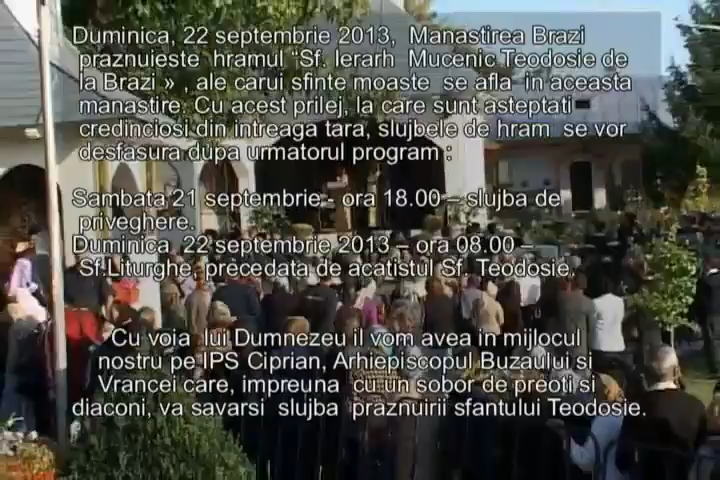 Duminica, 22 septembrie 2013, Manastirea Brazi
praznuieste hramul "Sf. Ierarh Mucenic Teodosie de
la Brazi » , ale carui sfinte moaste se afla in aceasta
manastire. Cu acest prilej, la care sunt asteptati
credinciosi din intreaga tara, slujbele de hram se vor
desfasura dupa urmatorul program :
Sambata 21 septembrie - ora 18.00 – slujba de
priveghere.
Duminica, 22 septembrie 2013 – ora 08.00 –
Sf.Liturghe, precedata de acatistul Sf. Teodosie.
Cu voia lui Dumnezeu il vom avea in mijlocul
nostru pe IPS Ciprian, Arhiepiscopul Buzaului si
Vrancei care, impreuna cu un sobor de preoti si
diaconi, va savarsi slujba praznuirii sfantului Teodosie.